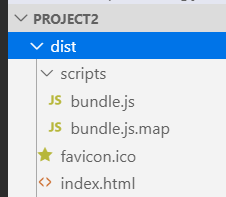 PROJECT2
dist
scripts
JS bundle.js
JS bundle.js.map
favicon.ico
<> index.html